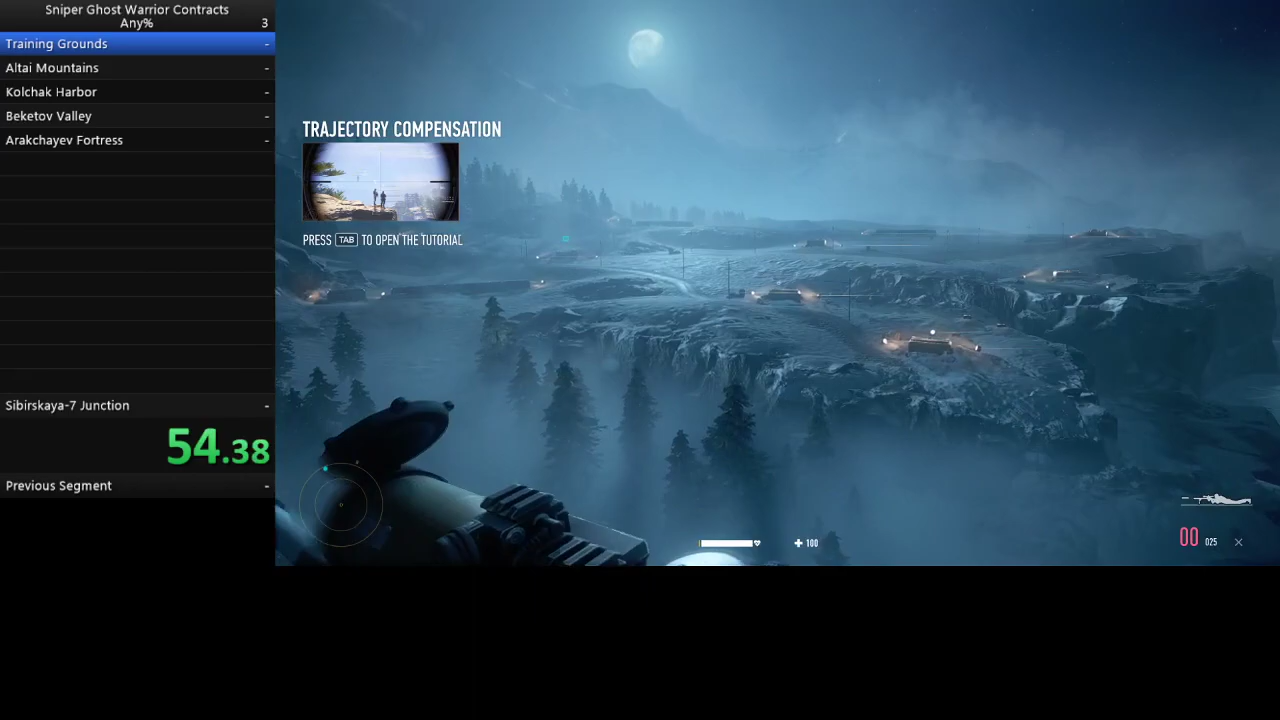 Sniper Ghost Warrior Contracts
Any% 3
Training Grounds -
Altai Mountains -
Kolchak Harbor -
Beketov Valley -
Arakchayev Fortress -
Sibirskaya-7 Junction -
54.38
Previous Segment -
TRAJECTORY COMPENSATION
PRESS TAB TO OPEN THE TUTORIAL
100
00 025